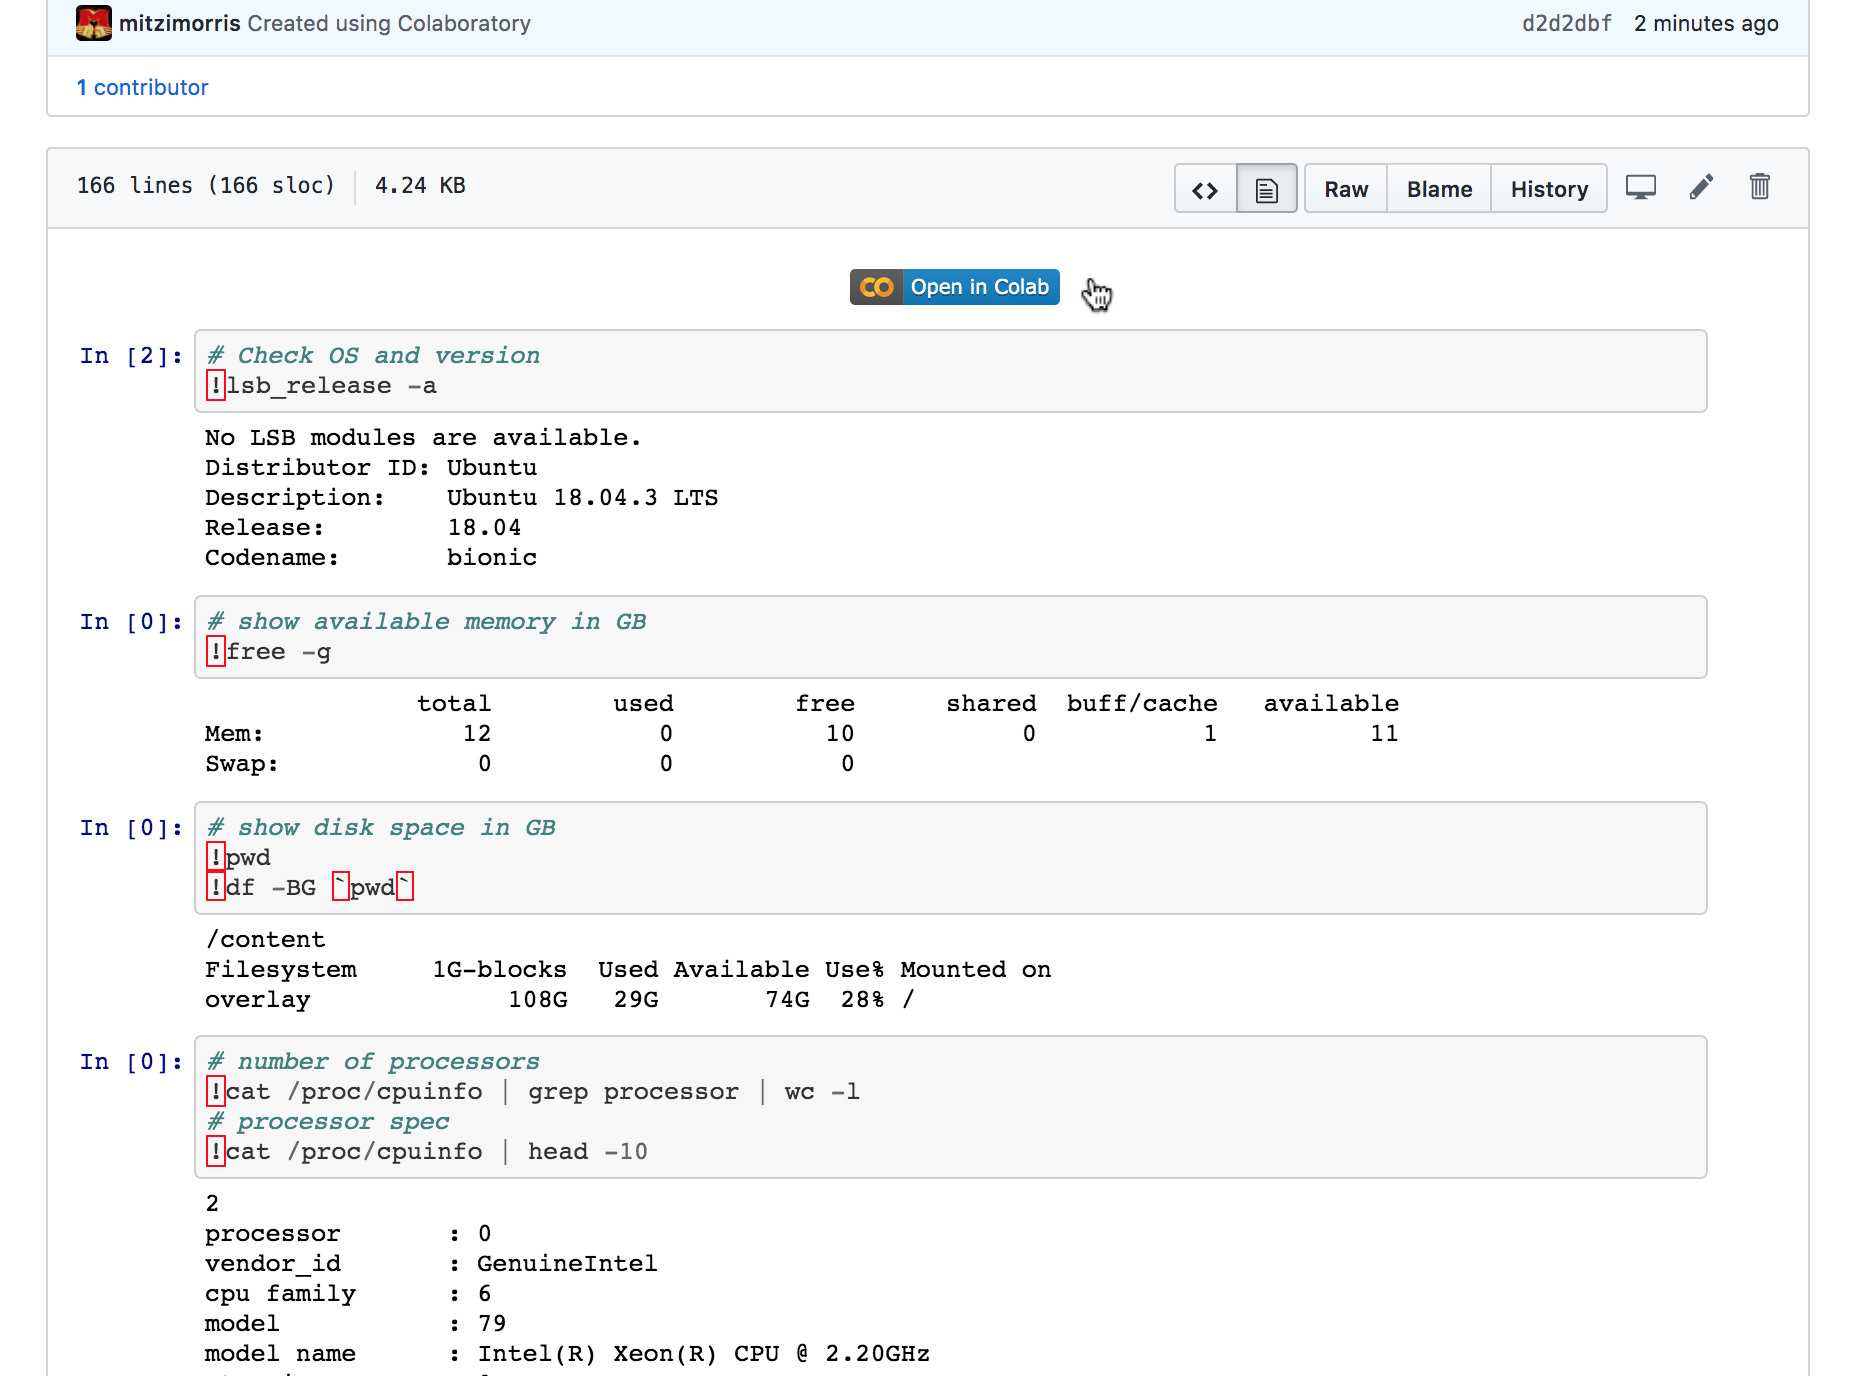 mitzimorris Created using Colaboratory d2d2dbf 2 minutes ago
1 contributor
166 lines (166 sloc) 4.24 KB <> Raw Blame History
CO Open in Colab
In [2]: # Check OS and version
!lsb_release -a
No LSB modules are available.
Distributor ID: Ubuntu
Description: Ubuntu 18.04.3 LTS
Release: 18.04
Codename: bionic
In [0]: # show available memory in GB
!free -g
total used free shared buff/cache available
Mem: 12 0 10 0 1 11
Swap: 0 0 0
In [0]: # show disk space in GB
!pwd
!df -BG `pwd`
/content
Filesystem 1G-blocks Used Available Use% Mounted on
overlay 108G 29G 74G 28% /
In [0]: # number of processors
!cat /proc/cpuinfo | grep processor | wc -l
# processor spec
!cat /proc/cpuinfo | head -10
2
processor : 0
vendor_id : GenuineIntel
cpu family : 6
model : 79
model name : Intel(R) Xeon(R) CPU @ 2.20GHz